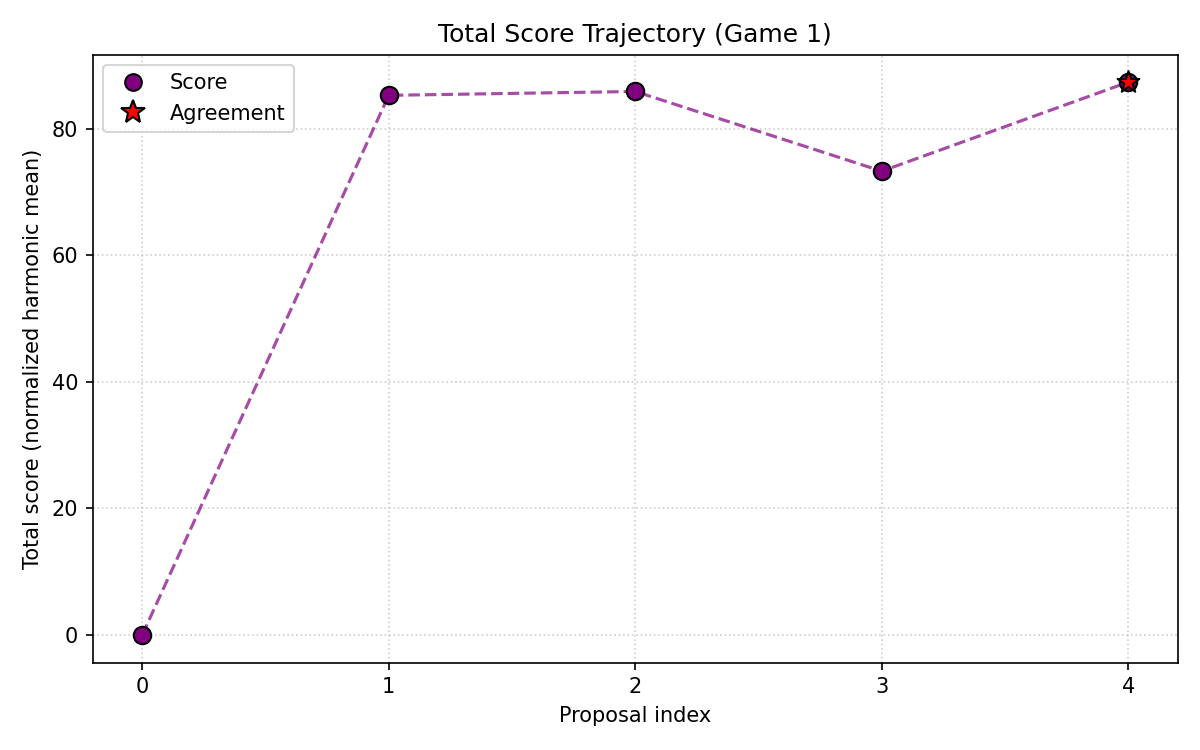 Total Score Trajectory (Game 1)
Score
Agreement
Total score (normalized harmonic mean)
80
60
40
20
0
0 1 2 3 4
Proposal index